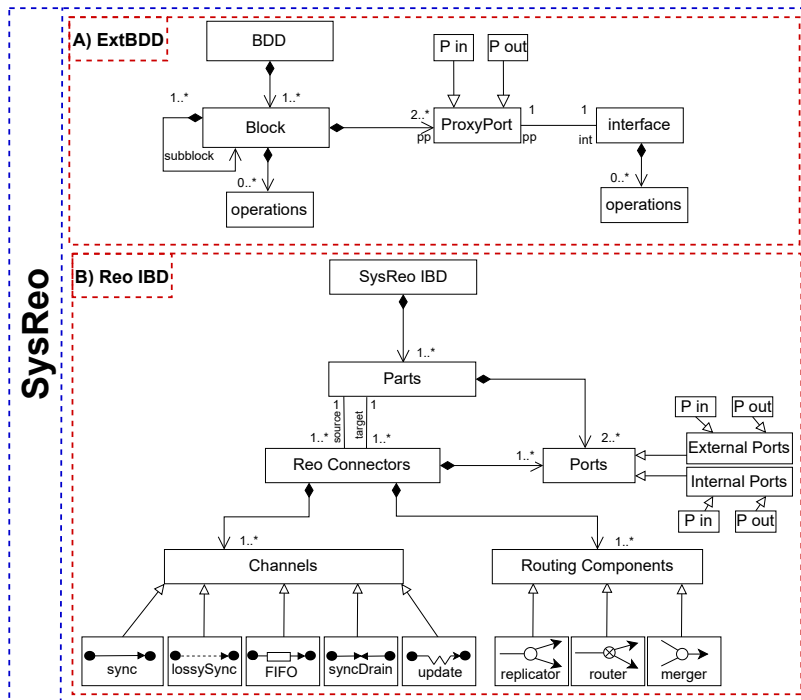 SysReo
A) ExtBDD
BDD
P in
P out
1..*
1..*
Block
subblock
2..*
pp
ProxyPort
1
pp
1
int
interface
0..*
operations
0..*
operations
B) Reo IBD
SysReo IBD
1..*
Parts
source
1
target
1
1..*
1..*
Reo Connectors
1..*
2..*
Ports
P in
P out
External Ports
Internal Ports
P in
P out
1..*
Channels
1..*
Routing Components
sync
lossySync
FIFO
syncDrain
update
replicator
router
merger